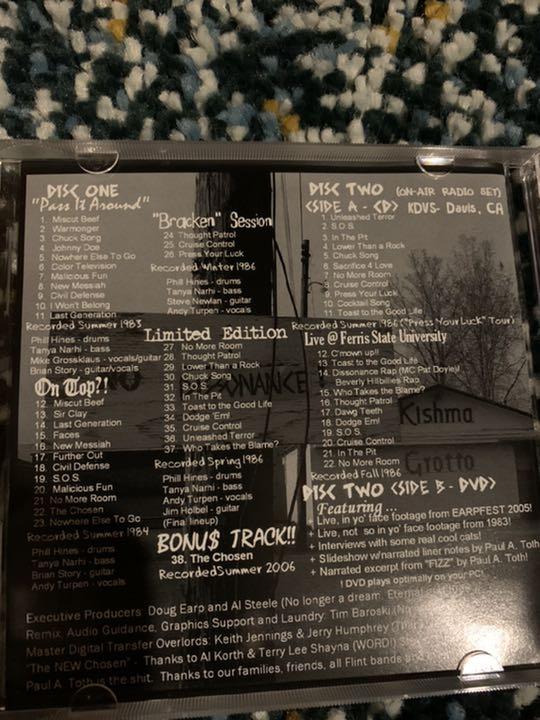 DISC ONE
"Pass It Around"
1. Miscut Beef
2. Warmonger
3. Chuck Song
4. Johnny Doe
5. Nowhere Else To Go
6. Color Television
7. Malicious Fun
8. New Messiah
9. Civil Defense
10. I Won't Belong
11. Last Generation
Recorded Summer 1983
Phil Hines - drums
Tanya Narhi - bass
Mike Grossklaus - vocals/guitar
Brian Story - guitar/vocals
On Top?!
12. Miscut Beef
13. Sir Clay
14. Last Generation
15. Faces
16. New Messiah
17. Further Out
18. Civil Defense
19. S.O.S.
20. Malicious Fun
21. No More Room
22. The Chosen
23. Nowhere Else To Go
Recorded Summer 1984
Phil Hines - drums
Tanya Narhi - bass
Brian Story - guitar
Andy Turpen - vocals
"Bracken" Session
24. Thought Patrol
25. Cruise Control
26. Press Your Luck
Recorded Winter 1986
Phil Hines - drums
Tanya Narhi - bass
Steve Newlan - guitar
Andy Turpen - vocals
Limited Edition
27. No More Room
28. Thought Patrol
29. Lower Than a Rock
30. Chuck Song
31. S.O.S.
32. In The Pit
33. Toast to the Good Life
34. Dodge 'Em!
35. Cruise Control
36. Unleashed Terror
37. Who Takes the Blame?
Recorded Spring 1986
Phil Hines - drums
Tanya Narhi - bass
Andy Turpen - vocals
Jim Holbel - guitar
(Final lineup)
BONU$ TRACK!!
38. The Chosen
Recorded Summer 2006
DISC TWO (ON-AIR RADIO SET)
<SIDE A - CD> KDVS- Davis, CA
1. Unleashed Terror
2. S.O.S.
3. In The Pit
4. Lower Than a Rock
5. Chuck Song
6. Sacrifice 4 Love
7. No More Room
8. Cruise Control
9. Press Your Luck
10. Cocktail Song
11. Toast to the Good Life
Recorded Summer 1986 ("Press Your Luck" Tour)
Live @ Ferris State University
12. C'mown up!!
13. Toast to the Good Life
14. Dissonance Rap (MC Pat Doyle)/
Beverly Hillbillies Rap
15. Who Takes the Blame?
16. Thought Patrol
17. Dawg Teeth
18. Dodge Em!
19. S.O.S.
20. Cruise Control
21. In The Pit
22. No More Room
Recorded Fall 1986
ONANCE
Kishma
Grotto
DISC TWO <SIDE B - DVD>
Featuring ...
+ Live, in yo' face footage from EARPFEST 2005!
+ Live, not so in yo' face footage from 1983!
+ Interviews with some real cool cats!
+ Slideshow w/narrated liner notes by Paul A. Toth
+ Narrated excerpt from "FIZZ" by Paul A. Toth!
! DVD plays optimally on your PC!
Executive Producers: Doug Earp and Al Steele (No longer a dream. Eternal
Remix, Audio Guidance, Graphics Support and Laundry: Tim Baroski
Master Digital Transfer Overlords: Keith Jennings & Jerry Humphrey
"The NEW Chosen" - Thanks to Al Korth & Terry Lee Shayna (WORD!)
Paul A. Toth is the shit. Thanks to our families, friends, all Flint bands